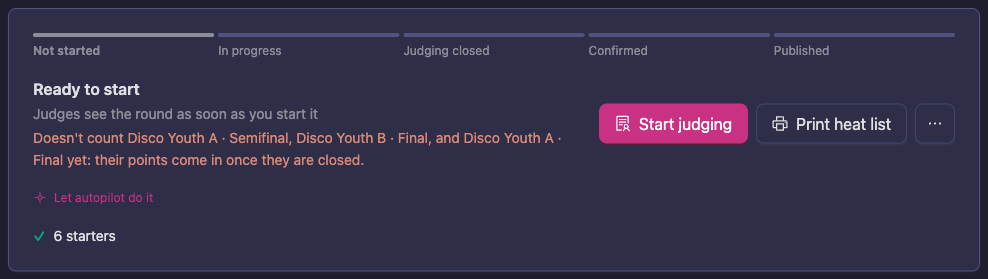 Not started
In progress
Judging closed
Confirmed
Published
Ready to start
Judges see the round as soon as you start it
Doesn't count Disco Youth A · Semifinal, Disco Youth B · Final, and Disco Youth A ·
Final yet: their points come in once they are closed.
Start judging
Print heat list
...
Let autopilot do it
6 starters